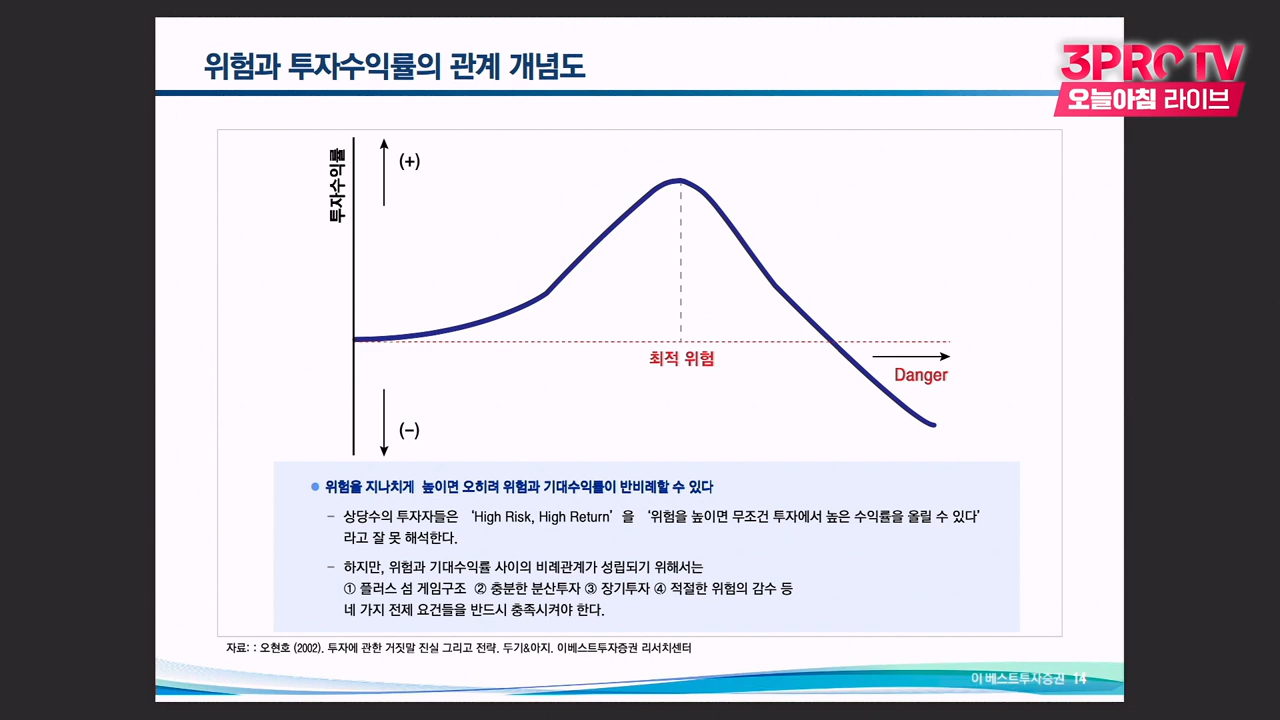 위험과 투자수익률의 관계 개념도
3PROTV
오늘아침 라이브
투자수익률
(+)
최적 위험
Danger
(−)
● 위험을 지나치게 높이면 오히려 위험과 기대수익률이 반비례할 수 있다
− 상당수의 투자자들은 ‘High Risk, High Return’을 ‘위험을 높이면 무조건 투자에서 높은 수익률을 올릴 수 있다’
라고 잘 못 해석한다.
− 하지만, 위험과 기대수익률 사이의 비례관계가 성립되기 위해서는
① 플러스 섬 게임구조 ② 충분한 분산투자 ③ 장기투자 ④ 적절한 위험의 감수 등
네 가지 전제 요건들을 반드시 충족시켜야 한다.
자료: : 오현호 (2002). 투자에 관한 거짓말 진실 그리고 전략. 두기&아지. 이베스트투자증권 리서치센터
이베스트투자증권 14